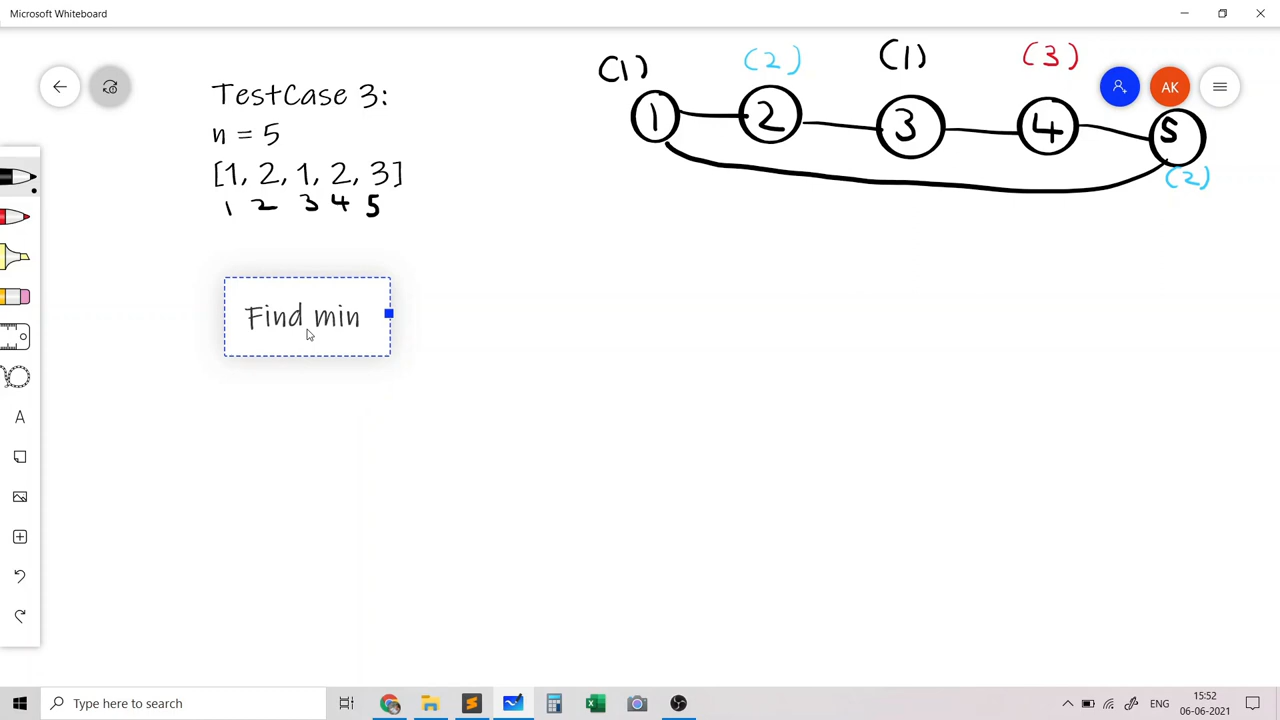 Microsoft Whiteboard
TestCase 3:
n = 5
[1, 2, 1, 2, 3]
1 2 3 4 5
Find min
(1) (2) (1) (3)
1 2 3 4 5
(2)
AK
A
Type here to search
ENG
15:52
06-06-2021